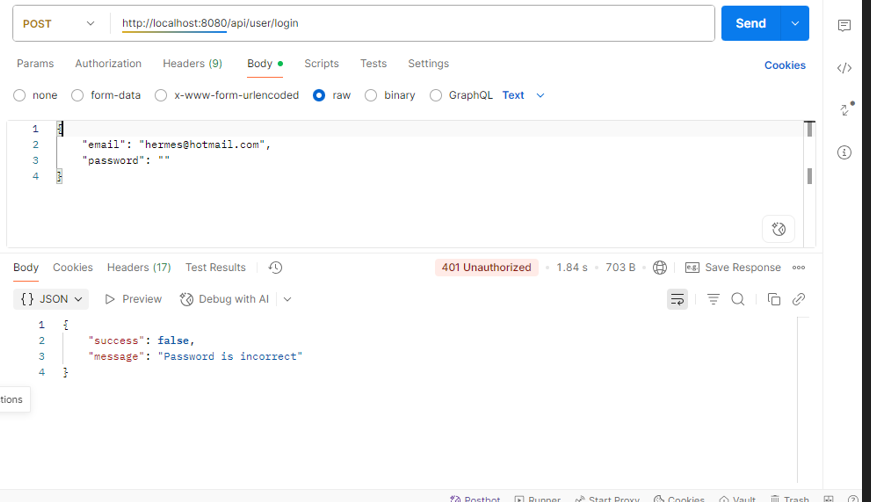 POST http://localhost:8080/api/user/login Send
Params Authorization Headers (9) Body Scripts Tests Settings Cookies
none form-data x-www-form-urlencoded raw binary GraphQL Text
1 {
2 "email": "hermes@hotmail.com",
3 "password": ""
4 }
Body Cookies Headers (17) Test Results 401 Unauthorized • 1.84 s • 703 B • e.g. Save Response
{} JSON Preview Debug with AI
1 {
2 "success": false,
3 "message": "Password is incorrect"
4 }
tions
Postbot Runner Start Proxy Cookies Vault Trash